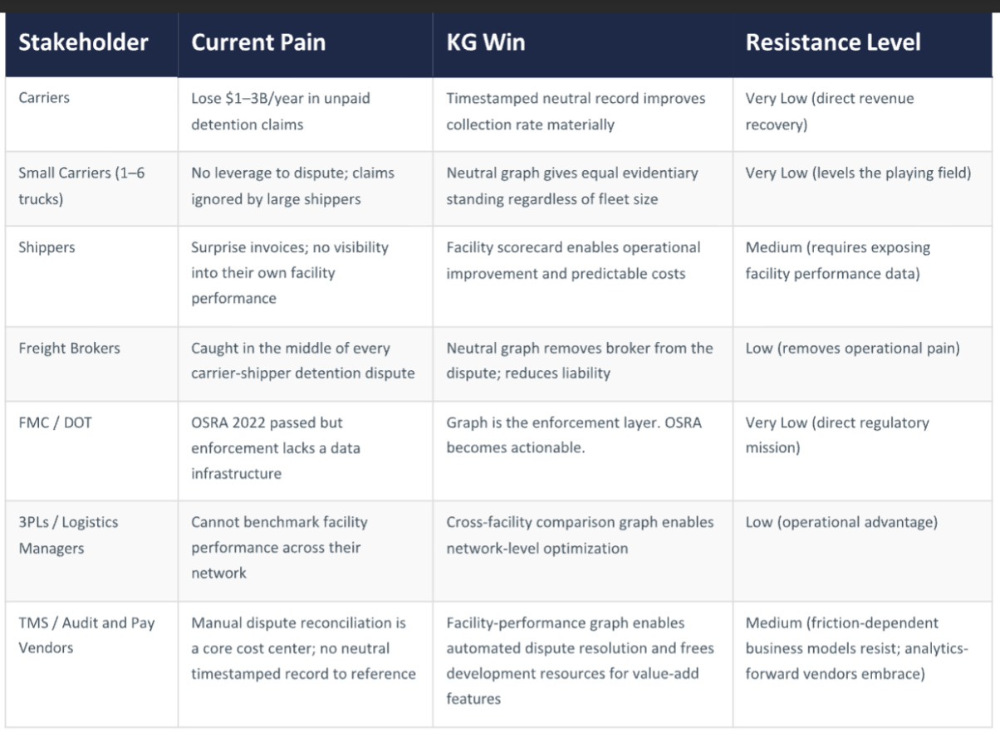 Stakeholder
Current Pain
KG Win
Resistance Level
Carriers
Lose $1–3B/year in unpaid
detention claims
Timestamped neutral record improves
collection rate materially
Very Low (direct revenue
recovery)
Small Carriers (1–6
trucks)
No leverage to dispute; claims
ignored by large shippers
Neutral graph gives equal evidentiary
standing regardless of fleet size
Very Low (levels the playing field)
Shippers
Surprise invoices; no visibility
into their own facility
performance
Facility scorecard enables operational
improvement and predictable costs
Medium (requires exposing
facility performance data)
Freight Brokers
Caught in the middle of every
carrier-shipper detention dispute
Neutral graph removes broker from the
dispute; reduces liability
Low (removes operational pain)
FMC / DOT
OSRA 2022 passed but
enforcement lacks a data
infrastructure
Graph is the enforcement layer. OSRA
becomes actionable.
Very Low (direct regulatory
mission)
3PLs / Logistics
Managers
Cannot benchmark facility
performance across their
network
Cross-facility comparison graph enables
network-level optimization
Low (operational advantage)
TMS / Audit and Pay
Vendors
Manual dispute reconciliation is
a core cost center; no neutral
timestamped record to reference
Facility-performance graph enables
automated dispute resolution and frees
development resources for value-add
features
Medium (friction-dependent
business models resist; analytics-
forward vendors embrace)